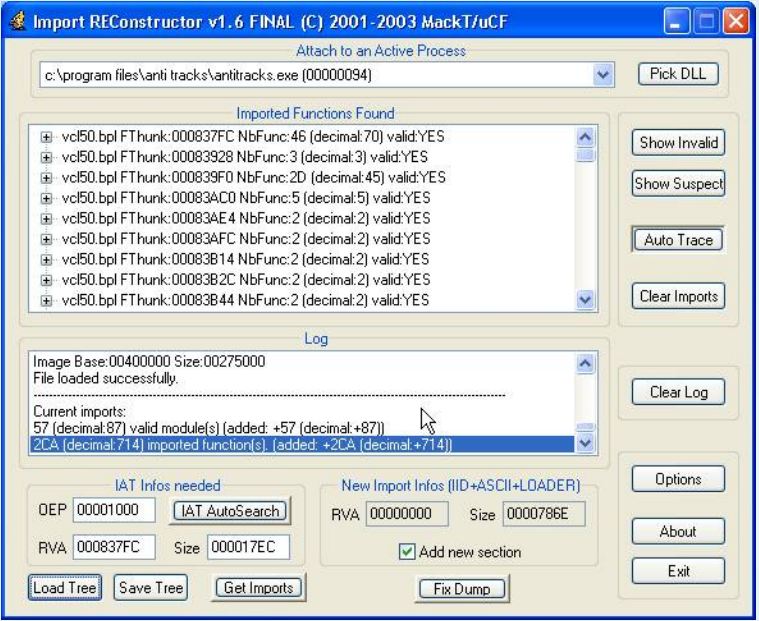 Import REConstructor v1.6 FINAL (C) 2001-2003 MackT/uCF
Attach to an Active Process
c:\program files\anti tracks\antitracks.exe (00000094)
Pick DLL
Imported Functions Found
vcl50.bpl FThunk:000837FC NbFunc:46 (decimal:70) valid:YES
vcl50.bpl FThunk:00083928 NbFunc:3 (decimal:3) valid:YES
vcl50.bpl FThunk:000839F0 NbFunc:2D (decimal:45) valid:YES
vcl50.bpl FThunk:00083AC0 NbFunc:5 (decimal:5) valid:YES
vcl50.bpl FThunk:00083AE4 NbFunc:2 (decimal:2) valid:YES
vcl50.bpl FThunk:00083AFC NbFunc:2 (decimal:2) valid:YES
vcl50.bpl FThunk:00083B14 NbFunc:2 (decimal:2) valid:YES
vcl50.bpl FThunk:00083B2C NbFunc:2 (decimal:2) valid:YES
vcl50.bpl FThunk:00083B44 NbFunc:2 (decimal:2) valid:YES
Show Invalid
Show Suspect
Auto Trace
Clear Imports
Log
Image Base:00400000 Size:00275000
File loaded successfully.
Current imports:
57 (decimal:87) valid module(s) (added: +57 (decimal:+87))
2CA (decimal:714) imported function(s). (added: +2CA (decimal:+714))
Clear Log
IAT Infos needed
OEP 00001000 IAT AutoSearch
RVA 000837FC Size 000017EC
New Import Infos (IID+ASCII+LOADER)
RVA 00000000 Size 0000786E
Add new section
Options
About
Exit
Load Tree Save Tree Get Imports Fix Dump